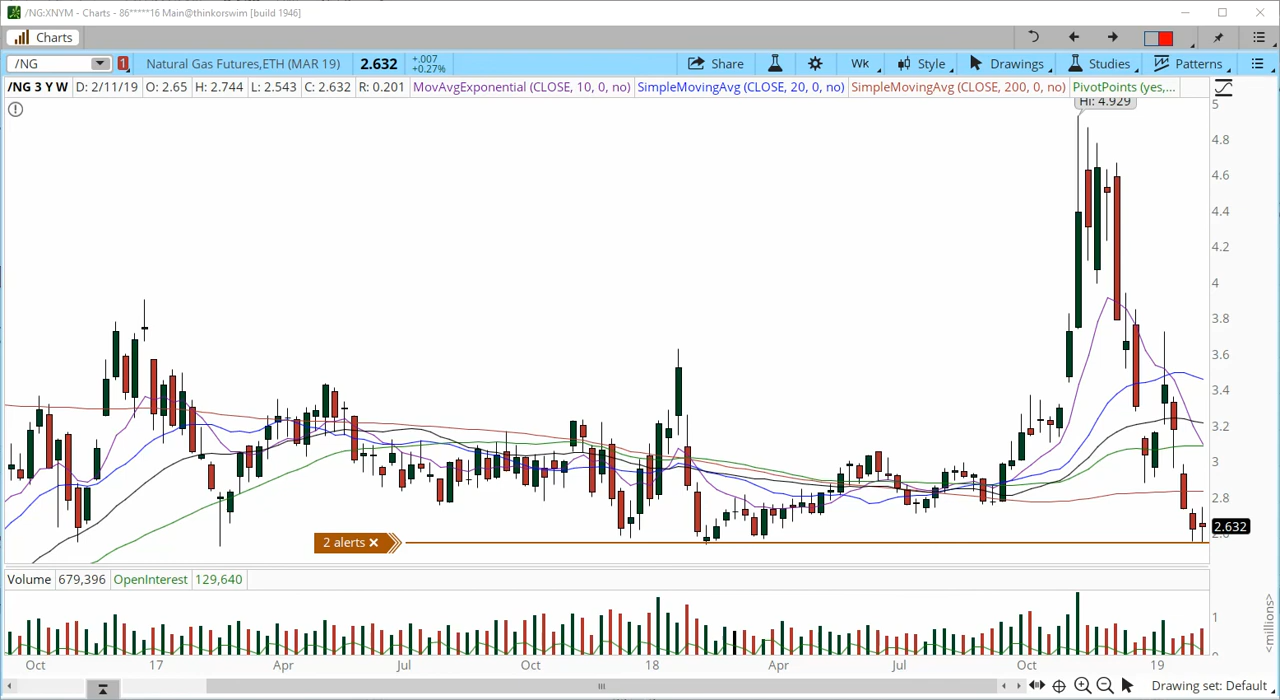 /NG:XNYM - Charts - 86*****16 Main@thinkorswim [build 1946]
Charts
/NG 1 Natural Gas Futures,ETH (MAR 19) 2.632 +.007 +0.27% Share Wk Style Drawings Studies Patterns
/NG 3 Y W D: 2/11/19 O: 2.65 H: 2.744 L: 2.543 C: 2.632 R: 0.201 MovAvgExponential (CLOSE, 10, 0, no) SimpleMovingAvg (CLOSE, 20, 0, no) SimpleMovingAvg (CLOSE, 200, 0, no) PivotPoints (yes,...
Hi: 4.929
5
4.8
4.6
4.4
4.2
4
3.8
3.6
3.4
3.2
3
2.8
2.632
2 alerts
Volume 679,396 OpenInterest 129,640
1
0
<millions>
Oct 17 Apr Jul Oct 18 Apr Jul Oct 19
Drawing set: Default